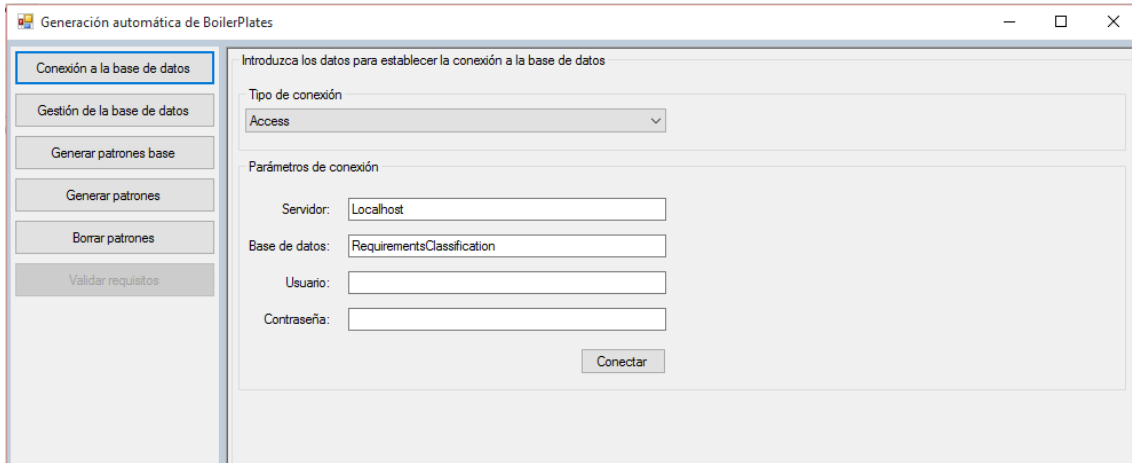 Generación automática de BoilerPlates
Conexión a la base de datos
Gestión de la base de datos
Generar patrones base
Generar patrones
Borrar patrones
Validar requisitos
Introduzca los datos para establecer la conexión a la base de datos
Tipo de conexión
Access
Parámetros de conexión
Servidor: Localhost
Base de datos: RequirementsClassification
Usuario:
Contraseña:
Conectar